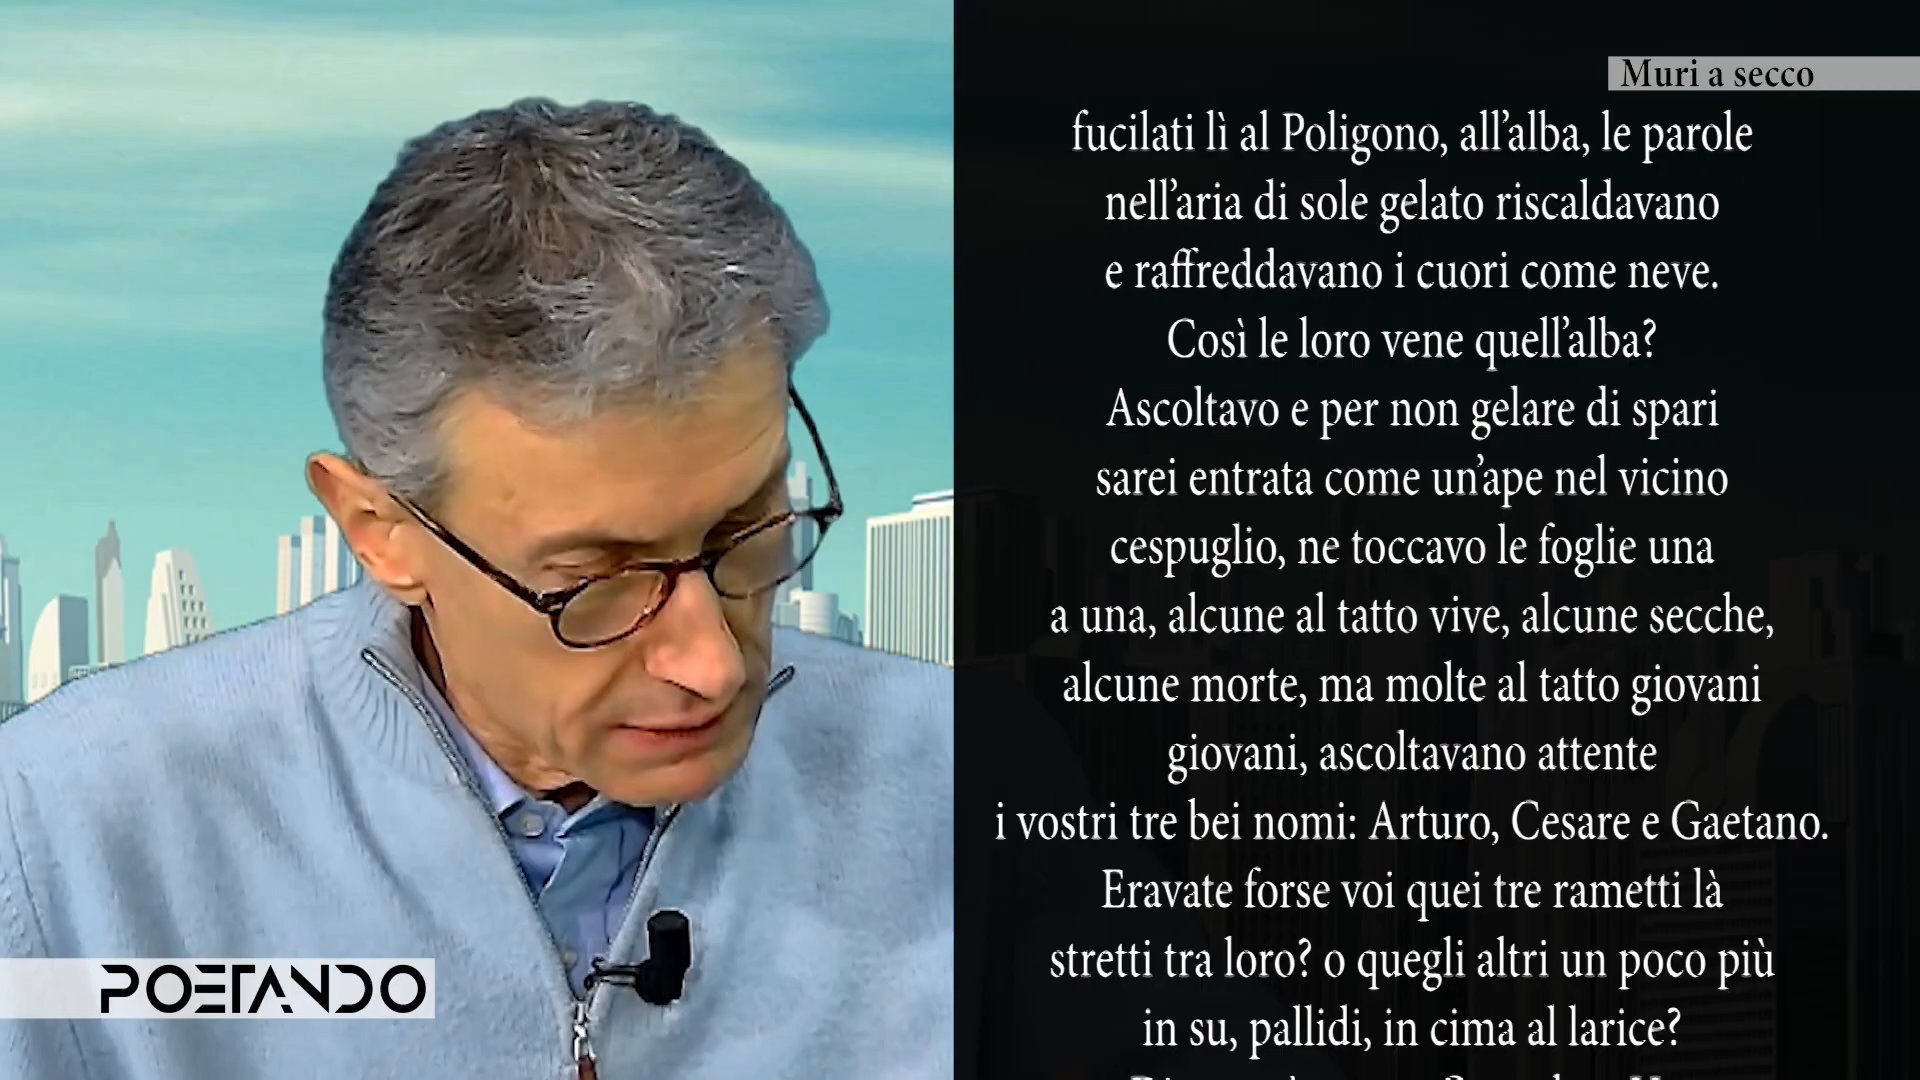 Muri a secco
fucilati lì al Poligono, all’alba, le parole
nell’aria di sole gelato riscaldavano
e raffreddavano i cuori come neve.
Così le loro vene quell’alba?
Ascoltavo e per non gelare di spari
sarei entrata come un’ape nel vicino
cespuglio, ne toccavo le foglie una
a una, alcune al tatto vive, alcune secche,
alcune morte, ma molte al tatto giovani
giovani, ascoltavano attente
i vostri tre bei nomi: Arturo, Cesare e Gaetano.
Eravate forse voi quei tre rametti là
stretti tra loro? o quegli altri un poco più
in su, pallidi, in cima al larice?
POETANDO